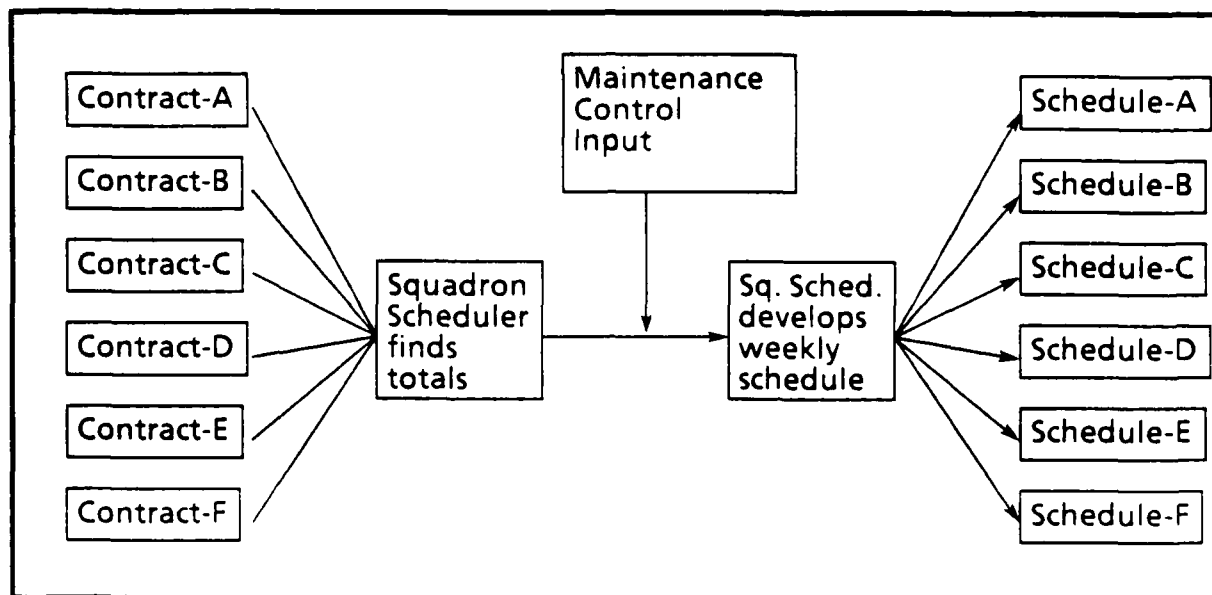 Contract-A
Contract-B
Contract-C
Contract-D
Contract-E
Contract-F
Squadron
Scheduler
finds
totals
Maintenance
Control
Input
Sq. Sched.
develops
weekly
schedule
Schedule-A
Schedule-B
Schedule-C
Schedule-D
Schedule-E
Schedule-F